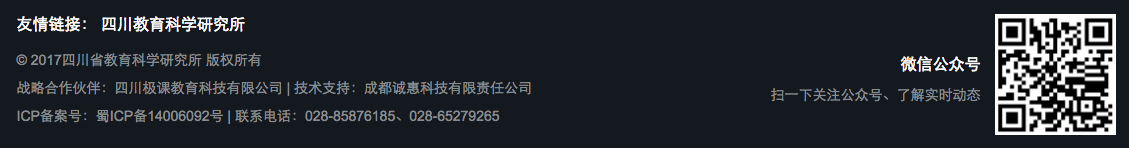 友情链接： 四川教育科学研究所
© 2017四川省教育科学研究所 版权所有
战略合作伙伴：四川极课教育科技有限公司 | 技术支持：成都诚惠科技有限责任公司
ICP备案号：蜀ICP备14006092号 | 联系电话：028-85876185、028-65279265
微信公众号
扫一下关注公众号、了解实时动态